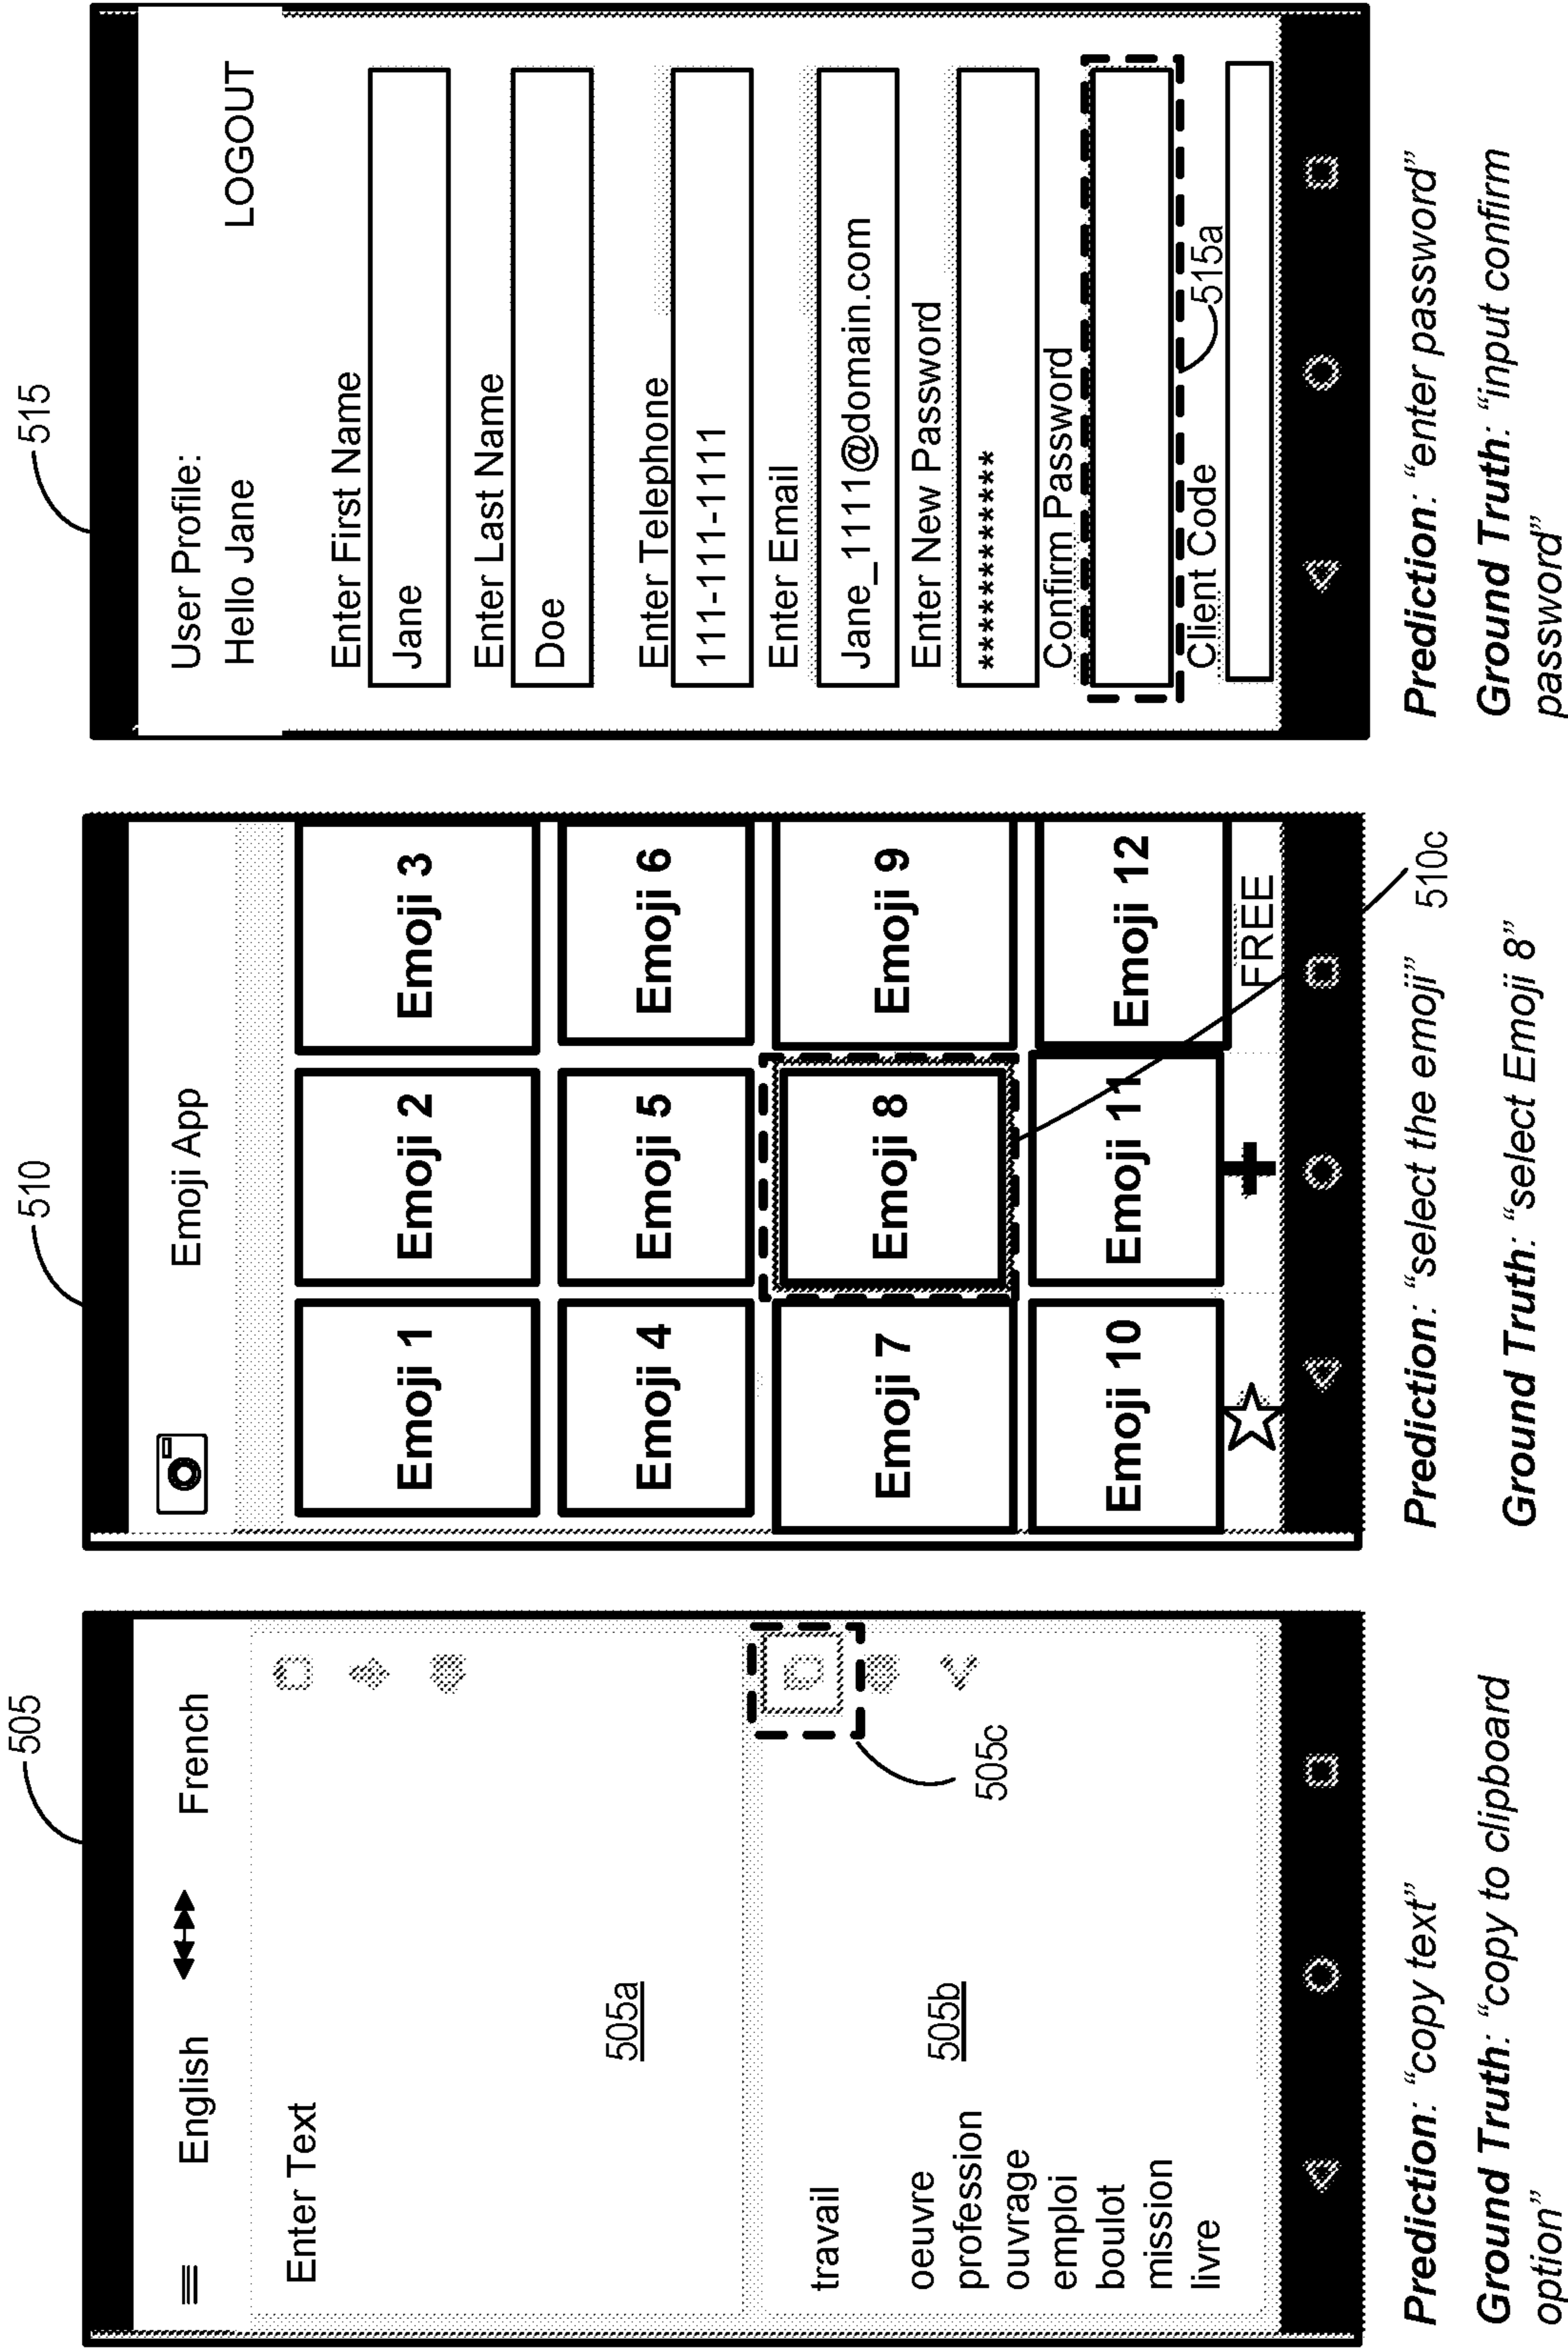 505
English
French
Enter Text
505a
travail
oeuvre
profession
ouvrage
emploi
boulot
mission
livre
505b
505c
Prediction: “copy text”
Ground Truth: “copy to clipboard
option”
510
Emoji App
Emoji 1
Emoji 2
Emoji 3
Emoji 4
Emoji 5
Emoji 6
Emoji 7
Emoji 8
Emoji 9
Emoji 10
Emoji 11
Emoji 12
FREE
510c
Prediction: “select the emoji”
Ground Truth: “select Emoji 8”
515
User Profile:
Hello Jane
LOGOUT
Enter First Name
Jane
Enter Last Name
Doe
Enter Telephone
111-111-1111
Enter Email
Jane_1111@domain.com
Enter New Password
************
Confirm Password
Client Code
515a
Prediction: “enter password”
Ground Truth: “input confirm
password”